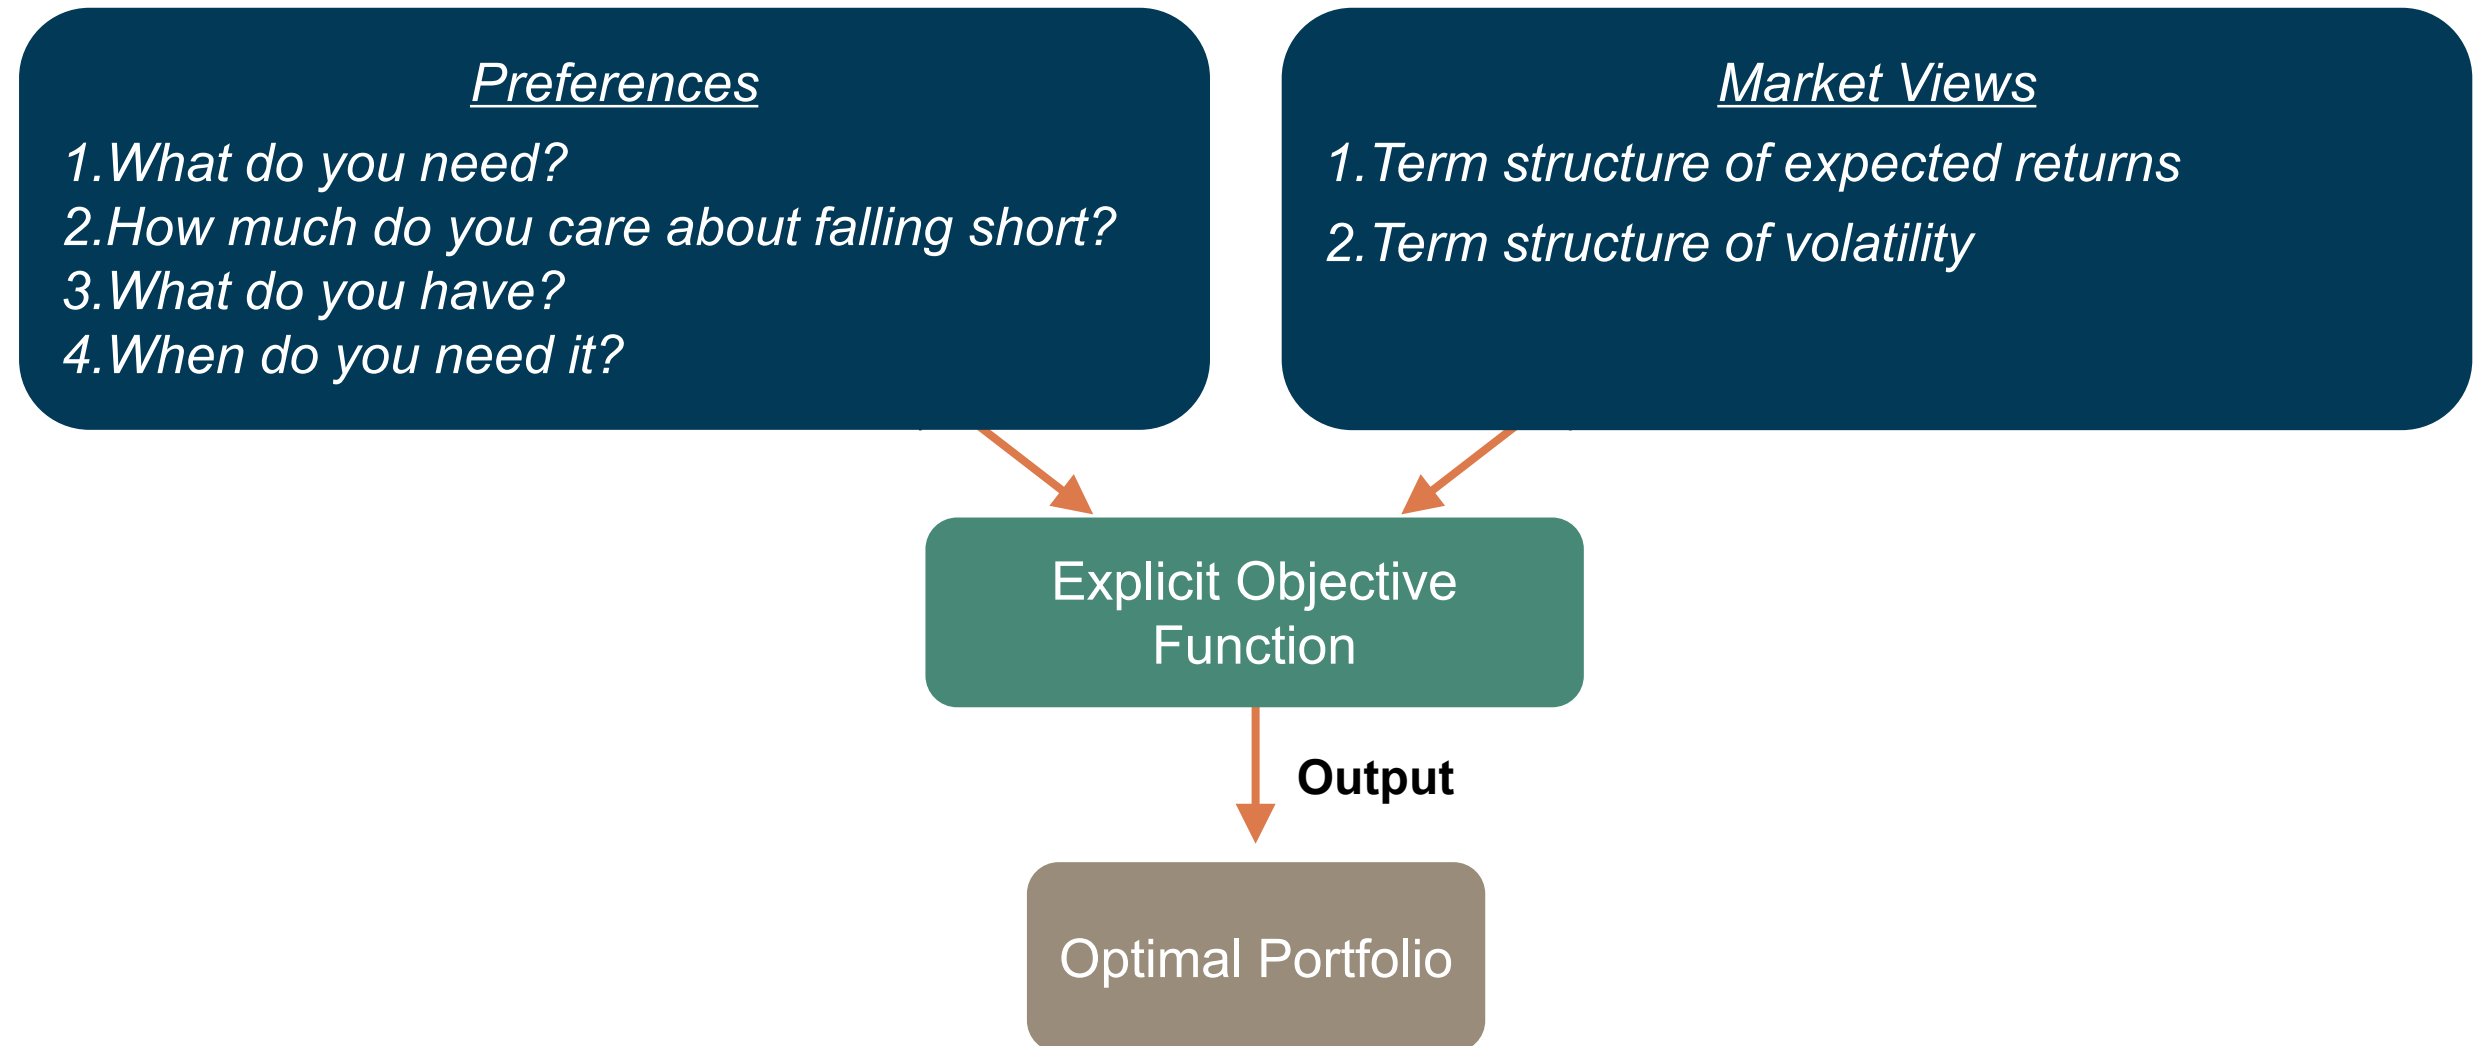 Preferences
1.What do you need?
2.How much do you care about falling short?
3.What do you have?
4.When do you need it?
Market Views
1.Term structure of expected returns
2.Term structure of volatility
Explicit Objective
Function
Output
Optimal Portfolio